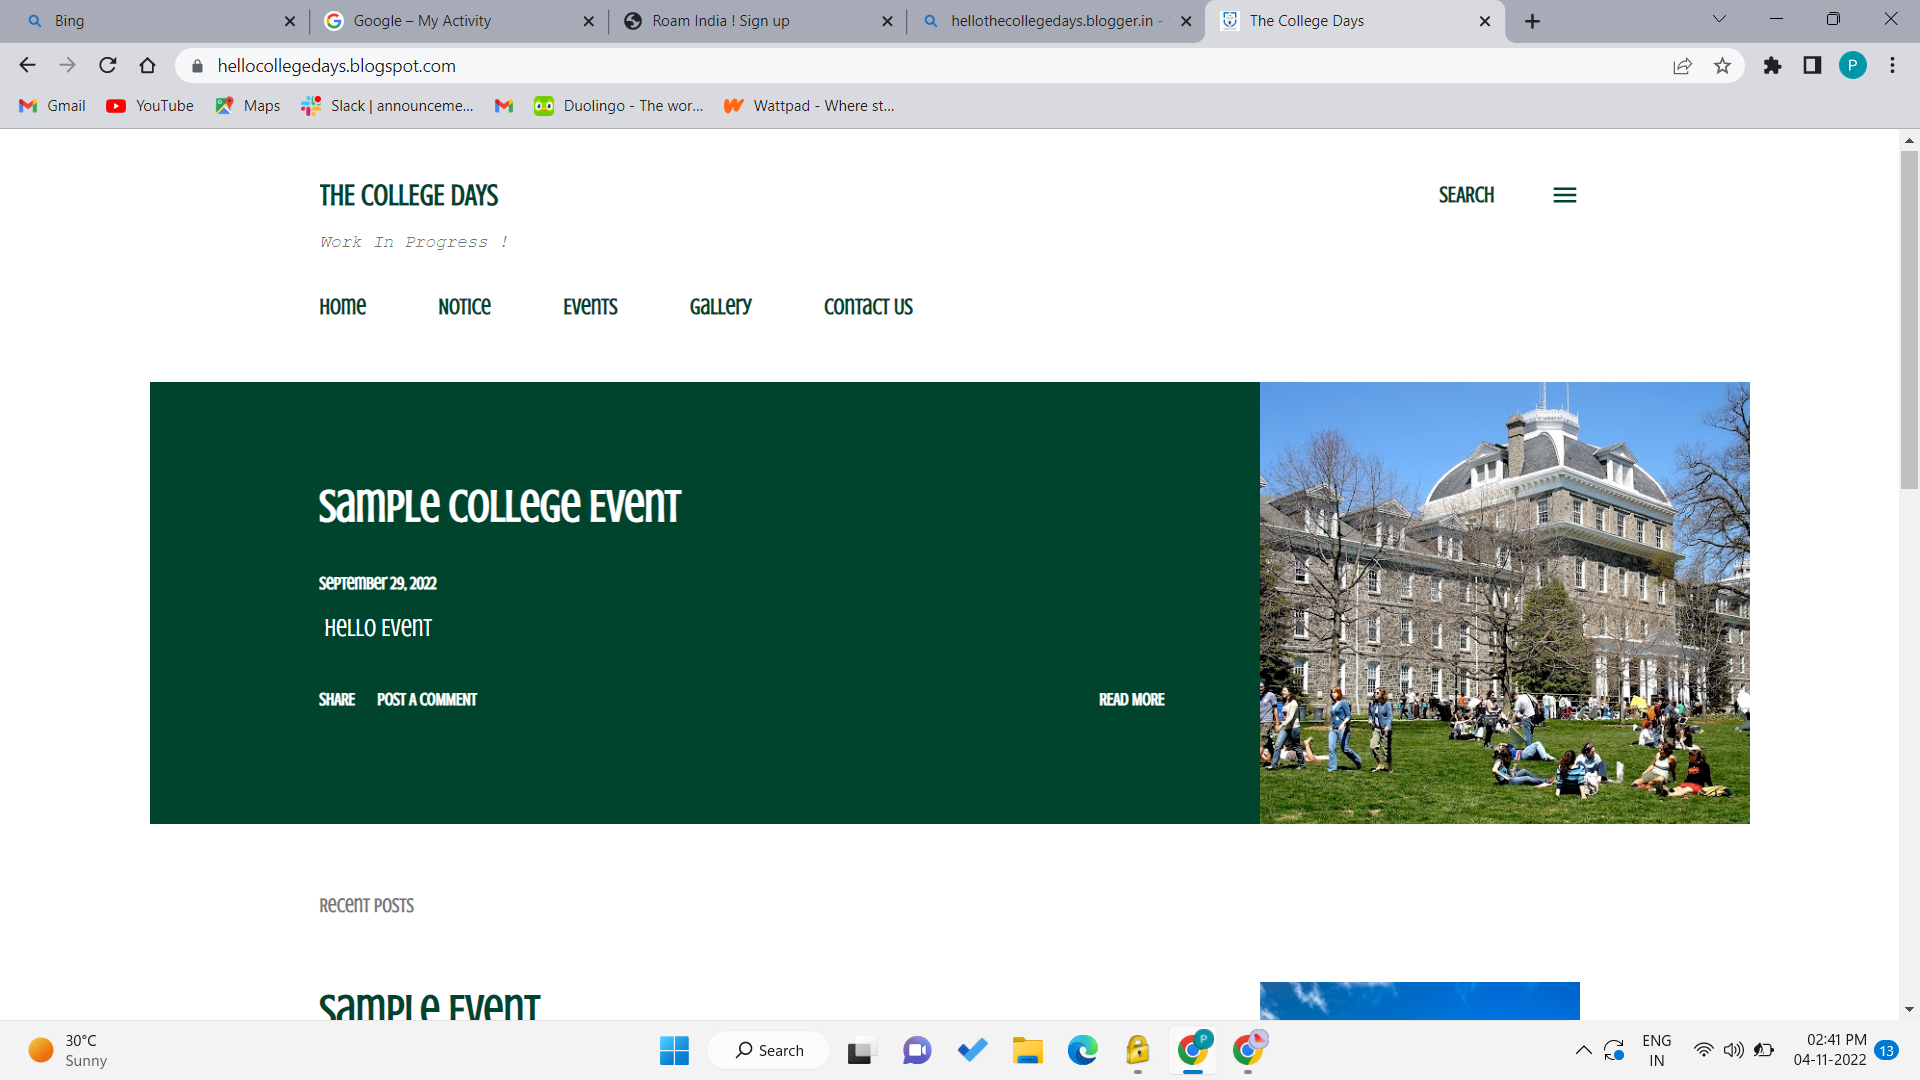 Bing
Google – My Activity
Roam India ! Sign up
hellothecollegedays.blogger.in -
The College Days
hellocollegedays.blogspot.com
P
Gmail
YouTube
Maps
Slack | announceme...
Duolingo - The wor...
Wattpad - Where st...
THE COLLEGE DAYS
SEARCH
Work In Progress !
Home
Notice
Events
Gallery
Contact Us
Sample College Event
September 29, 2022
Hello Event
SHARE
POST A COMMENT
READ MORE
Recent Posts
Sample Event
30°C
Sunny
Search
P
ENG
IN
02:41 PM
04-11-2022
13